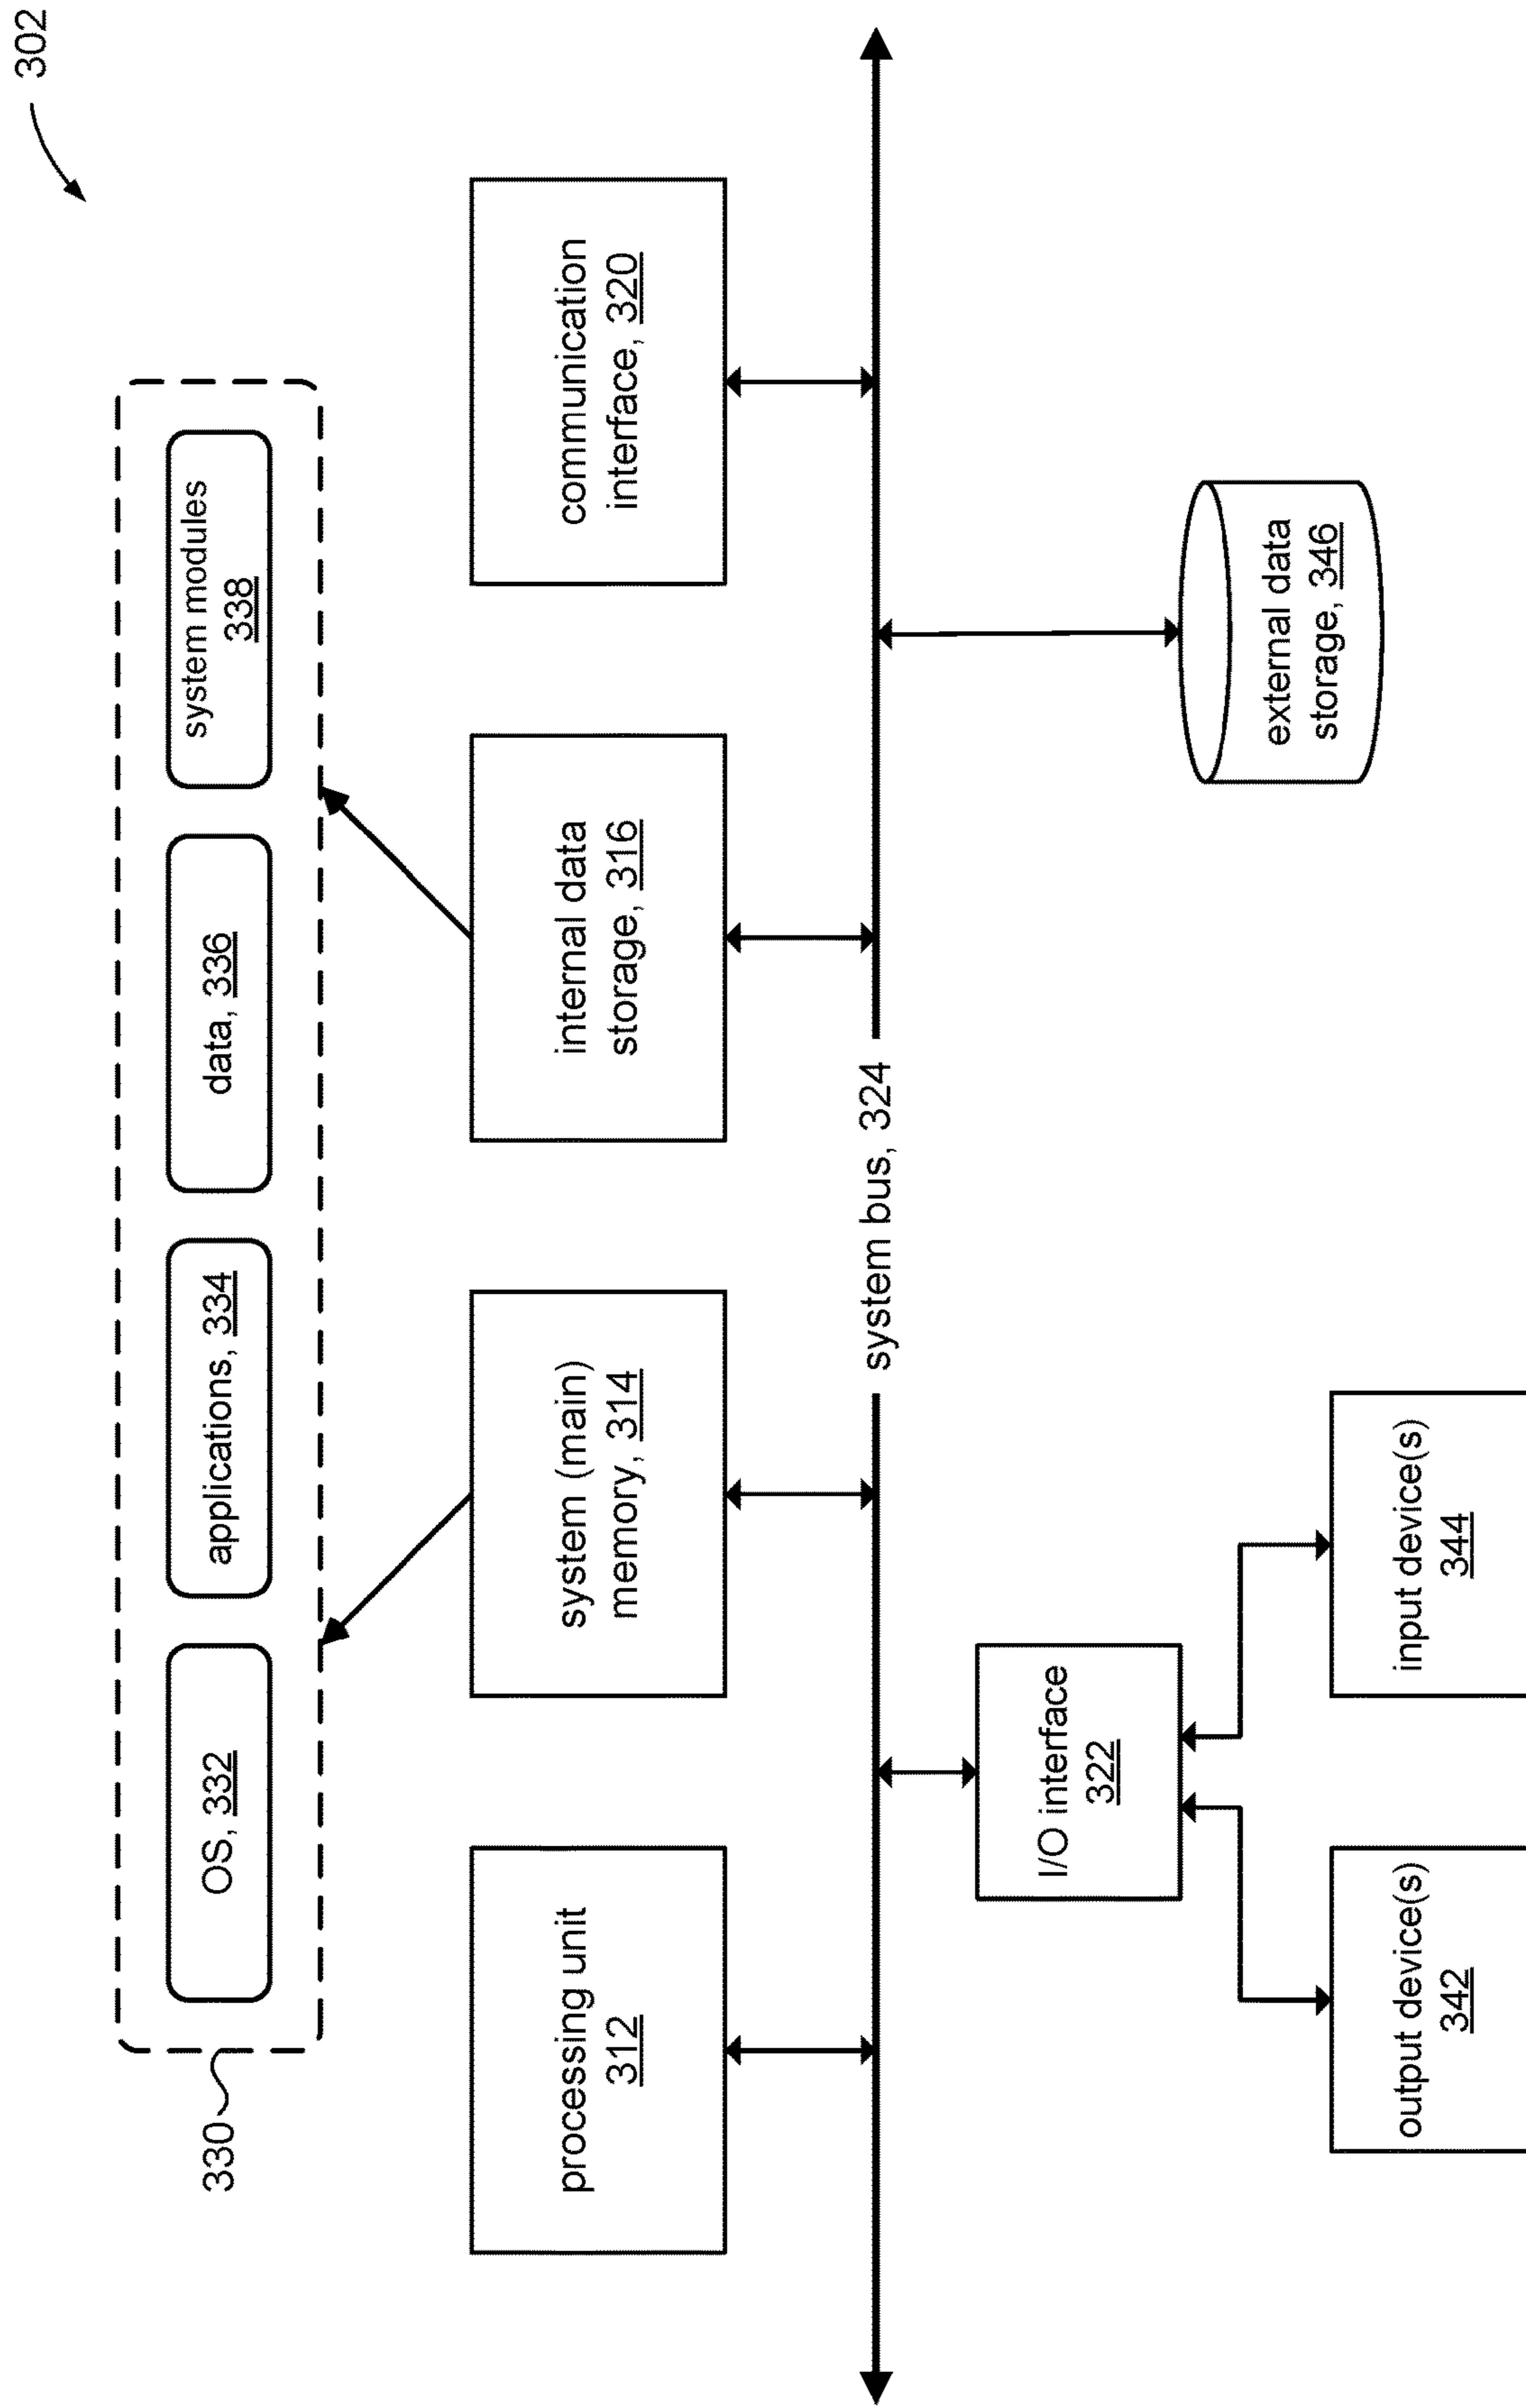 302
330
OS, 332
applications, 334
data, 336
system modules
338
processing unit
312
system (main)
memory, 314
internal data
storage, 316
communication
interface, 320
system bus, 324
I/O interface
322
external data
storage, 346
output device(s)
342
input device(s)
344